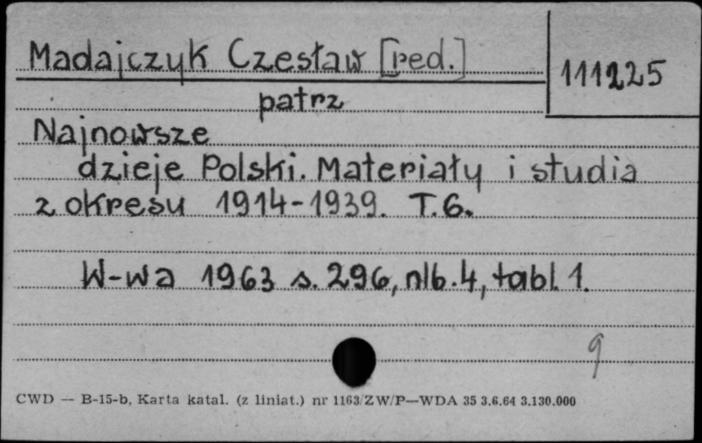 Madajczyk Czesław [red.]
111225
patrz
Najnowsze
dzieje Polski. Materiały i studia
z okresu 1914-1939. T.6.
W-wa 1963 s. 296, nlb. 4, tabl. 1.
9
CWD — B-15-b, Karta katal. (z liniat.) nr 1163/ZW/P—WDA 35 3.6.64 3.130.000